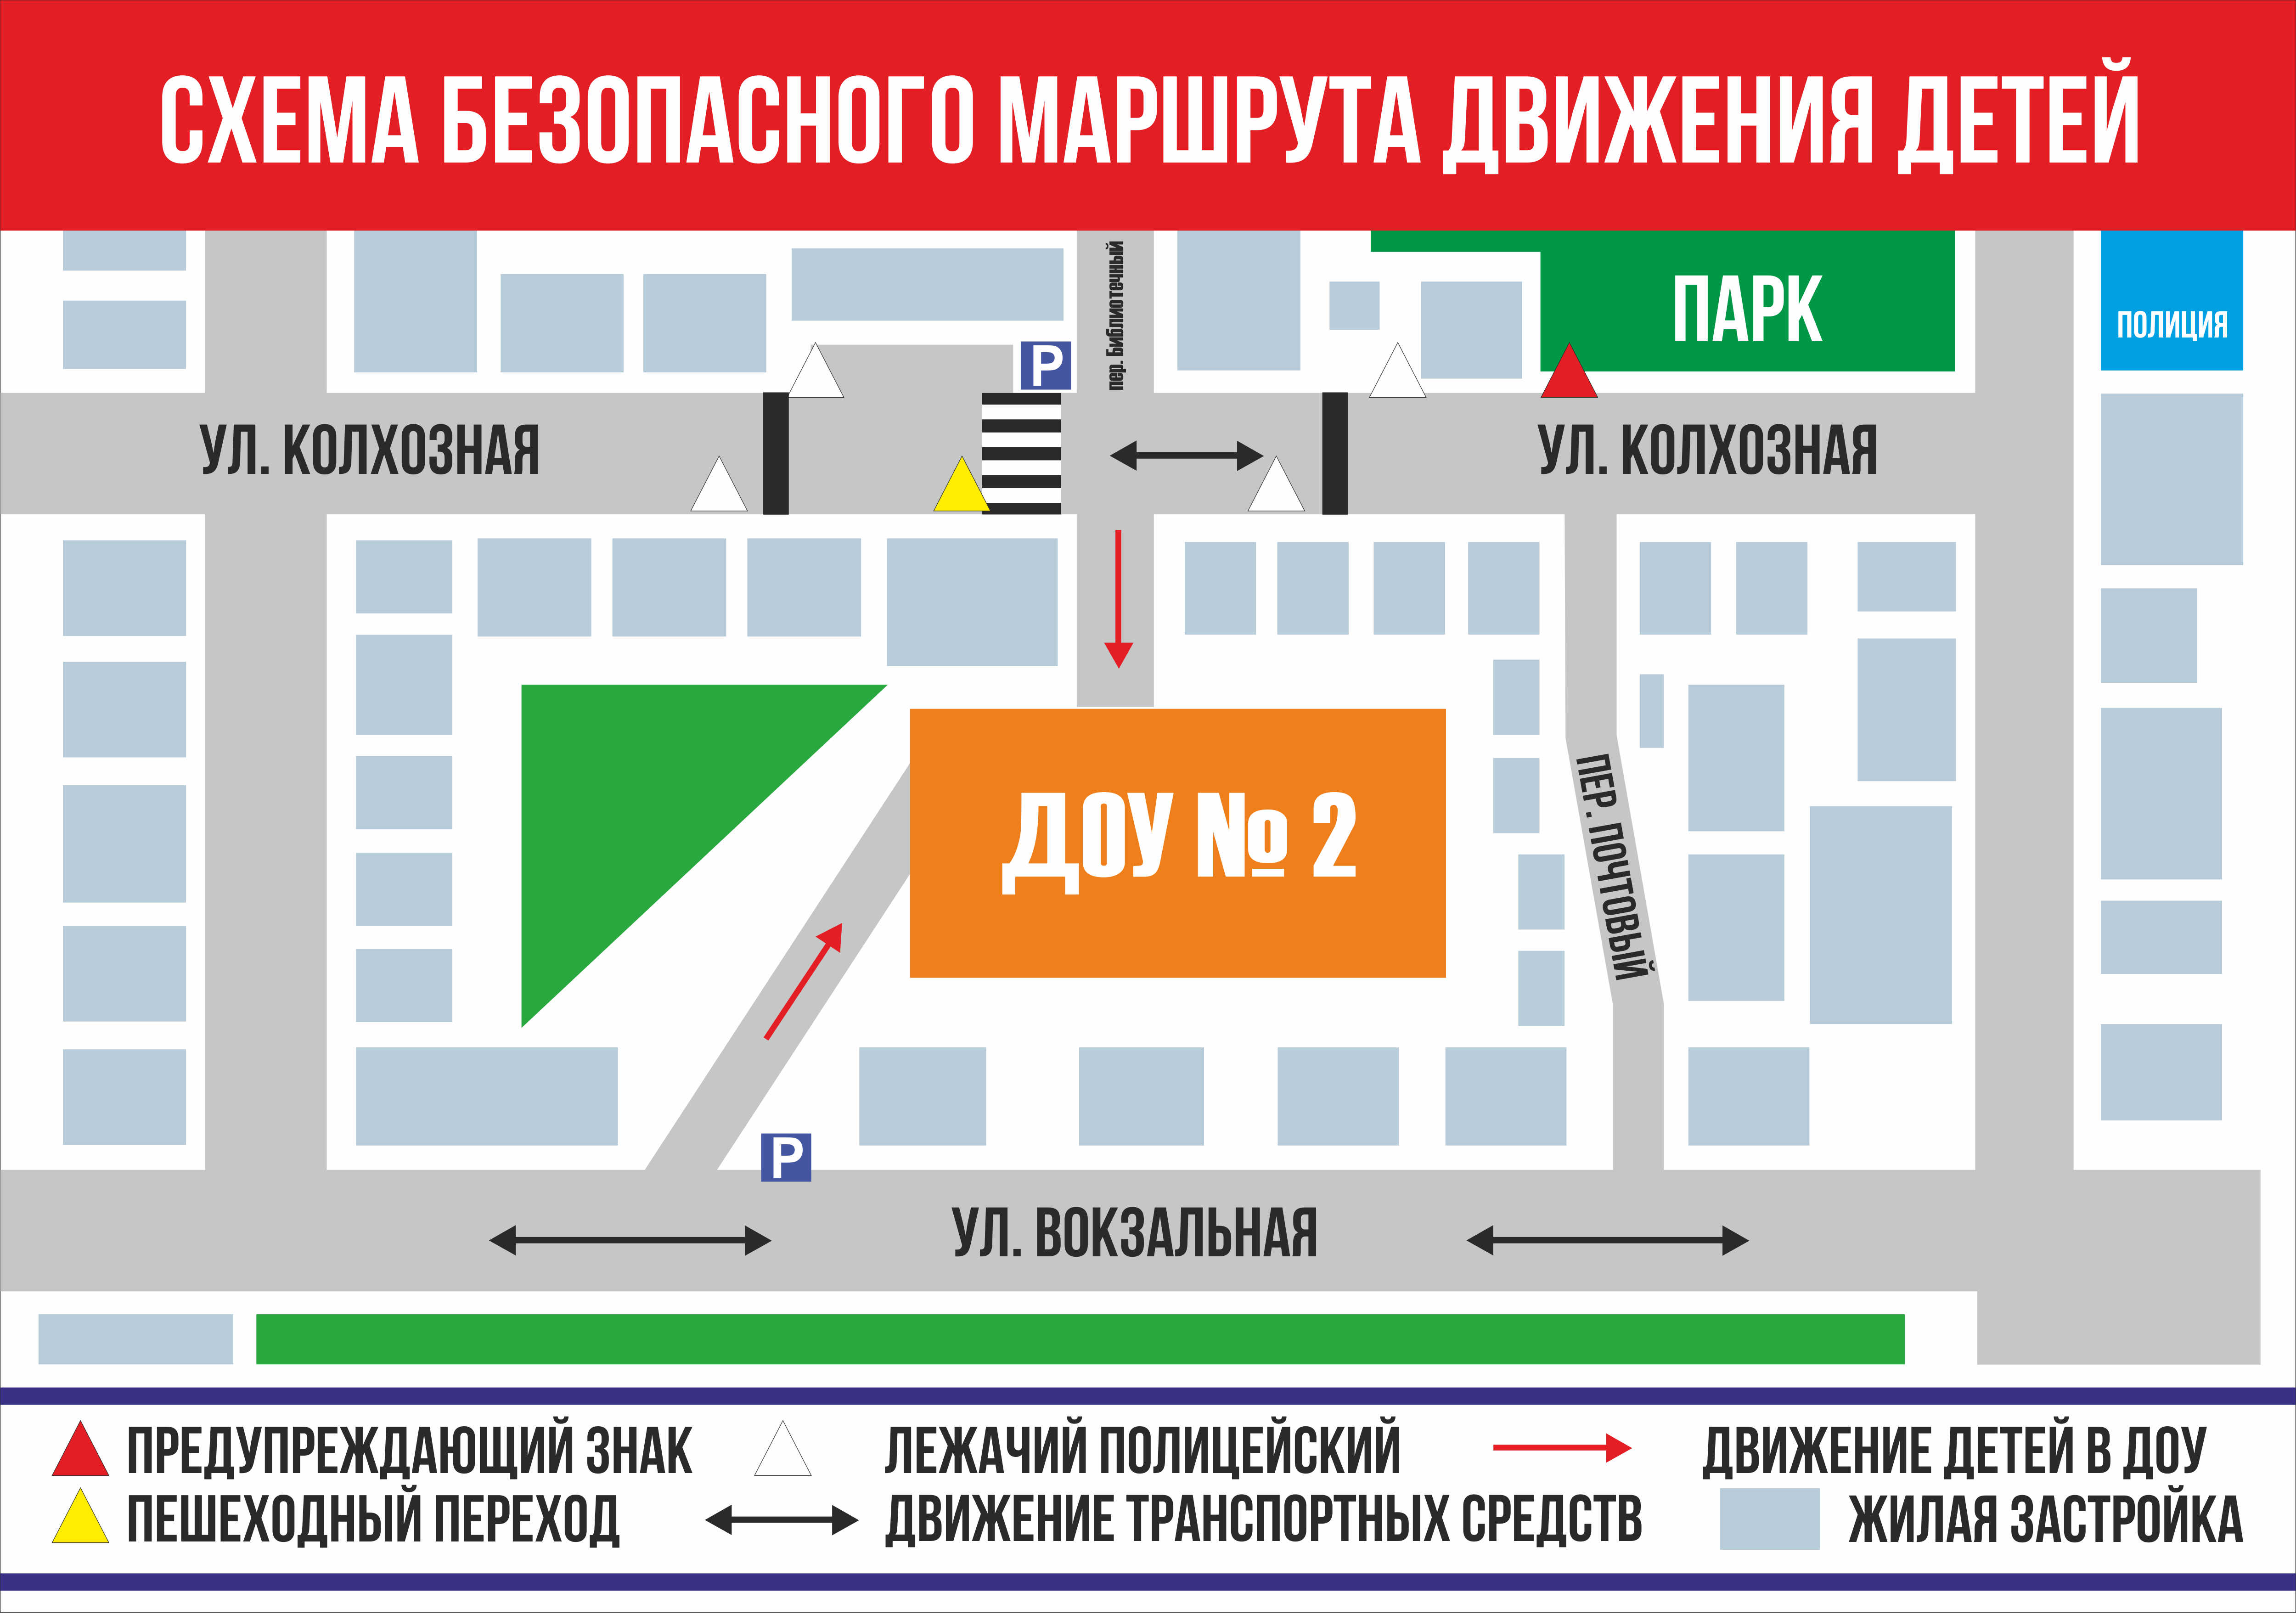 СХЕМА БЕЗОПАСНОГО МАРШРУТА ДВИЖЕНИЯ ДЕТЕЙ
пер. Библиотечный
ПАРК
ПОЛИЦИЯ
P
УЛ. КОЛХОЗНАЯ
УЛ. КОЛХОЗНАЯ
ДОУ № 2
ПЕР. ПОЧТОВЫЙ
P
УЛ. ВОКЗАЛЬНАЯ
ПРЕДУПРЕЖДАЮЩИЙ ЗНАК
ЛЕЖАЧИЙ ПОЛИЦЕЙСКИЙ
ДВИЖЕНИЕ ДЕТЕЙ В ДОУ
ПЕШЕХОДНЫЙ ПЕРЕХОД
ДВИЖЕНИЕ ТРАНСПОРТНЫХ СРЕДСТВ
ЖИЛАЯ ЗАСТРОЙКА